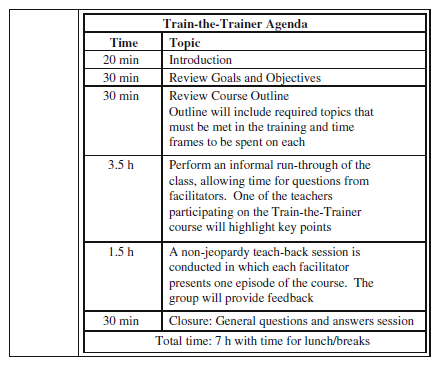 Train-the-Trainer Agenda
Time Topic
20 min Introduction
30 min Review Goals and Objectives
30 min Review Course Outline
Outline will include required topics that
must be met in the training and time
frames to be spent on each
3.5 h Perform an informal run-through of the
class, allowing time for questions from
facilitators. One of the teachers
participating on the Train-the-Trainer
course will highlight key points
1.5 h A non-jeopardy teach-back session is
conducted in which each facilitator
presents one episode of the course. The
group will provide feedback
30 min Closure: General questions and answers session
Total time: 7 h with time for lunch/breaks